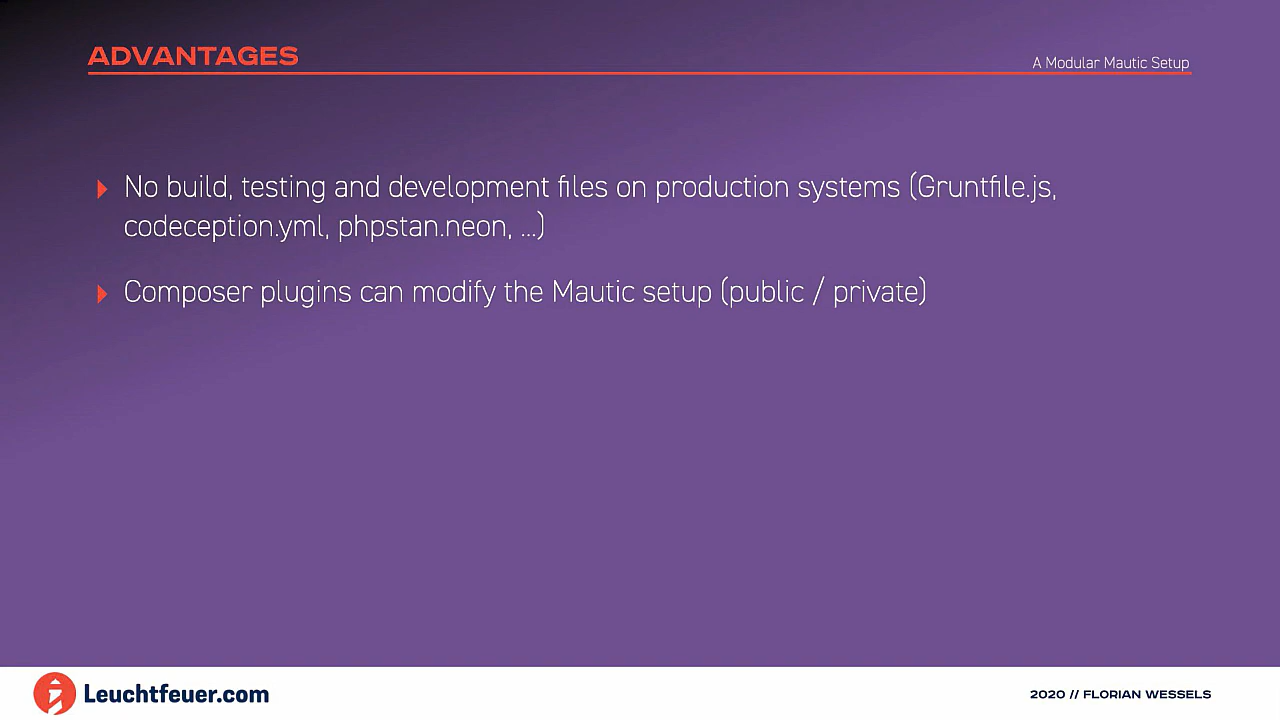 ADVANTAGES
A Modular Mautic Setup
No build, testing and development files on production systems (Gruntfile.js,
codeception.yml, phpstan.neon, ...)
Composer plugins can modify the Mautic setup (public / private)
Leuchtfeuer.com
2020 // FLORIAN WESSELS